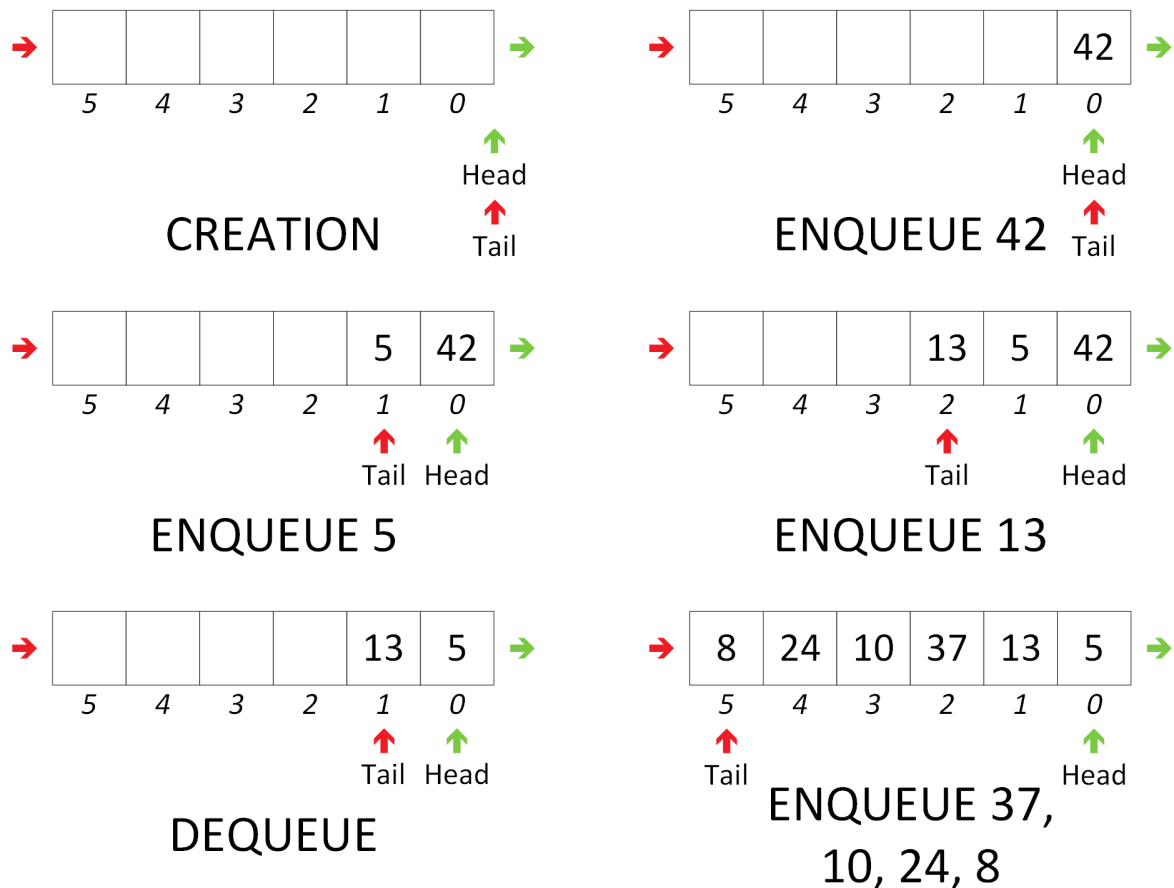 5 4 3 2 1 0
Head
Tail
CREATION
42
5 4 3 2 1 0
Head
Tail
ENQUEUE 42
5 42
5 4 3 2 1 0
Tail Head
ENQUEUE 5
13 5 42
5 4 3 2 1 0
Tail Head
ENQUEUE 13
13 5
5 4 3 2 1 0
Tail Head
DEQUEUE
8 24 10 37 13 5
5 4 3 2 1 0
Tail Head
ENQUEUE 37,
10, 24, 8